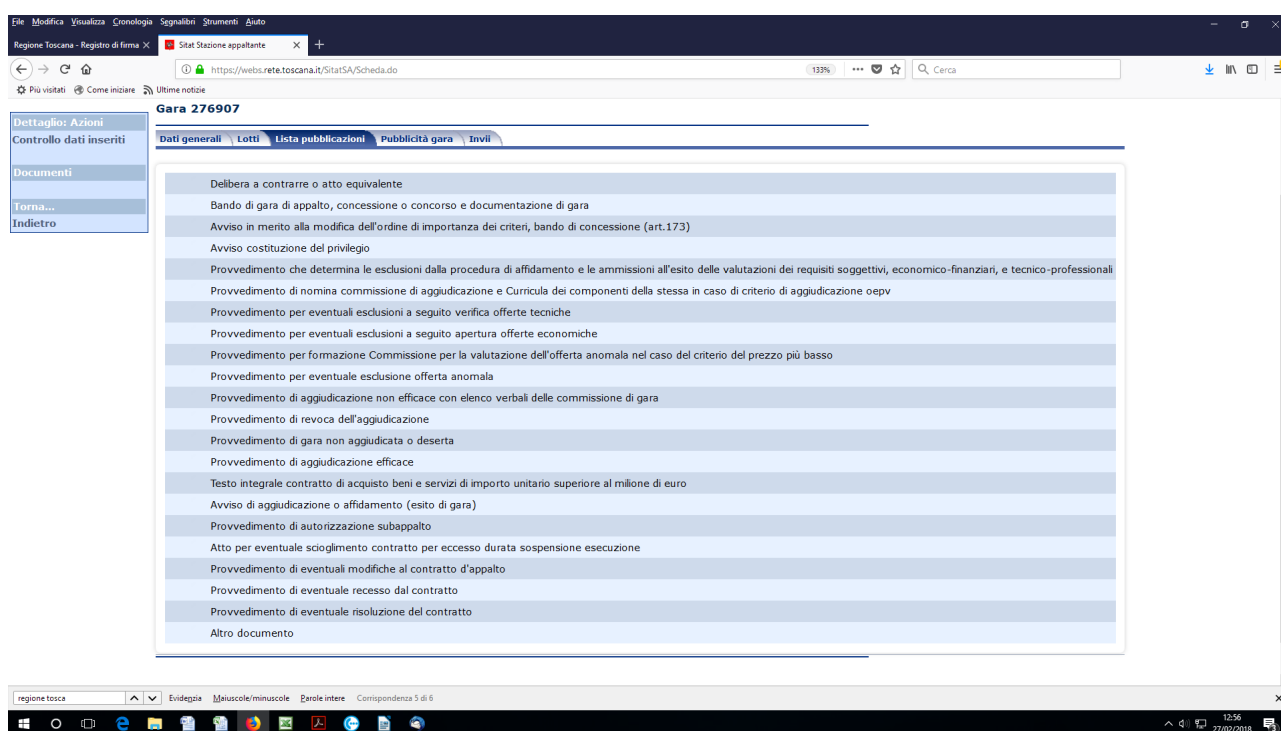 File Modifica Visualizza Cronologia Segnalibri Strumenti Aiuto
Regione Toscana - Registro di firma
Sitat Stazione appaltante
https://webs.rete.toscana.it/SitatSA/Scheda.do
133%
Cerca
Più visitati Come iniziare Ultime notizie
Gara 276907
Dettaglio: Azioni
Controllo dati inseriti
Documenti
Torna...
Indietro
Dati generali Lotti Lista pubblicazioni Pubblicità gara Invii
Delibera a contrarre o atto equivalente
Bando di gara di appalto, concessione o concorso e documentazione di gara
Avviso in merito alla modifica dell'ordine di importanza dei criteri, bando di concessione (art.173)
Avviso costituzione del privilegio
Provvedimento che determina le esclusioni dalla procedura di affidamento e le ammissioni all'esito delle valutazioni dei requisiti soggettivi, economico-finanziari, e tecnico-professionali
Provvedimento di nomina commissione di aggiudicazione e Curricula dei componenti della stessa in caso di criterio di aggiudicazione oepv
Provvedimento per eventuali esclusioni a seguito verifica offerte tecniche
Provvedimento per eventuali esclusioni a seguito apertura offerte economiche
Provvedimento per formazione Commissione per la valutazione dell'offerta anomala nel caso del criterio del prezzo più basso
Provvedimento per eventuale esclusione offerta anomala
Provvedimento di aggiudicazione non efficace con elenco verbali delle commissione di gara
Provvedimento di revoca dell'aggiudicazione
Provvedimento di gara non aggiudicata o deserta
Provvedimento di aggiudicazione efficace
Testo integrale contratto di acquisto beni e servizi di importo unitario superiore al milione di euro
Avviso di aggiudicazione o affidamento (esito di gara)
Provvedimento di autorizzazione subappalto
Atto per eventuale scioglimento contratto per eccesso durata sospensione esecuzione
Provvedimento di eventuali modifiche al contratto d'appalto
Provvedimento di eventuale recesso dal contratto
Provvedimento di eventuale risoluzione del contratto
Altro documento
regione tosca Evidenzia Maiuscole/minuscole Parole intere Corrispondenza 5 di 6
12:56
27/02/2018